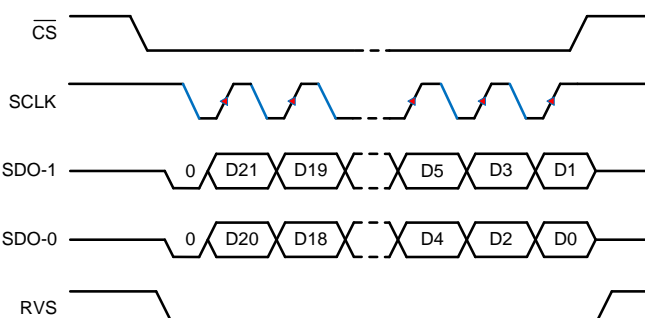 CS
SCLK
SDO-1 0 D21 D19 D5 D3 D1
SDO-0 0 D20 D18 D4 D2 D0
RVS